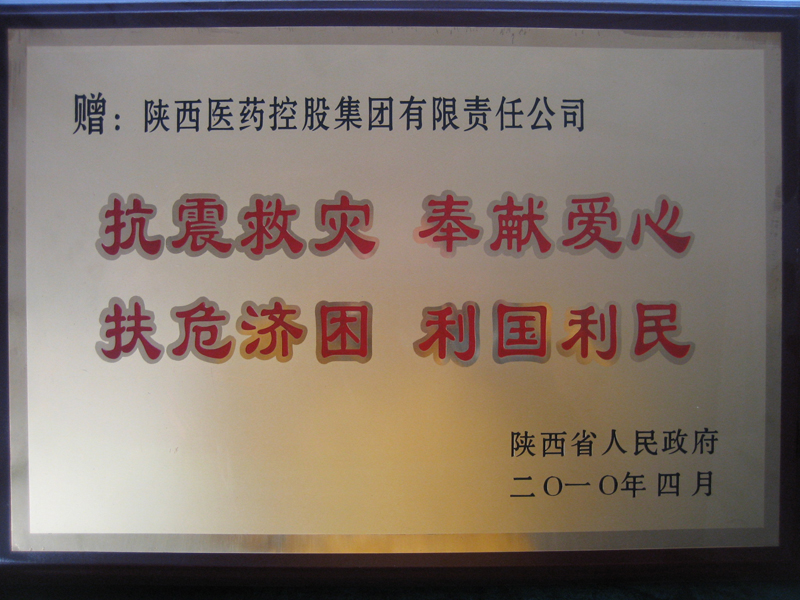 赠：陕西医药控股集团有限责任公司
抗震救灾 奉献爱心
扶危济困 利国利民
陕西省人民政府
二〇一〇年四月